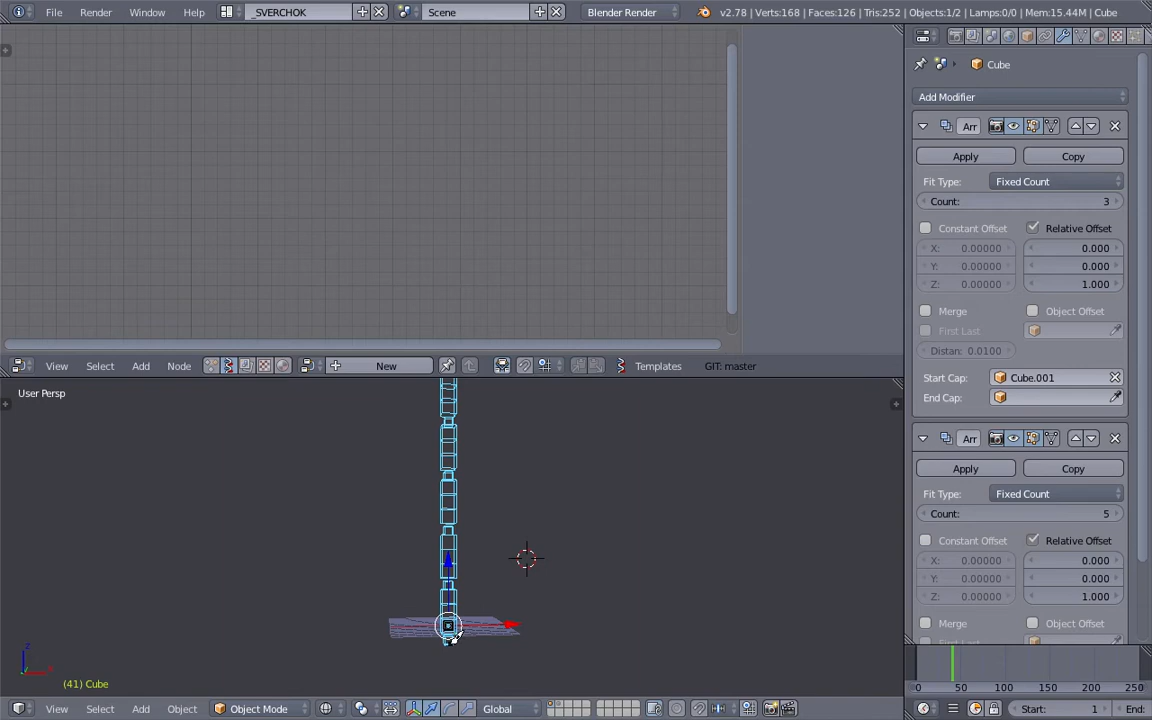 File Render Window Help _SVERCHOK Scene Blender Render v2.78 | Verts:168 | Faces:126 | Tris:252 | Objects:1/2 | Lamps:0/0 | Mem:15.44M | Cube
Cube
Add Modifier
Arr
Apply Copy
Fit Type: Fixed Count
Count: 3
Constant Offset Relative Offset
X: 0.00000 0.000
Y: 0.00000 0.000
Z: 0.00000 1.000
Merge Object Offset
First Last
Distan: 0.0100
View Select Add Node New Templates GIT: master
Start Cap: Cube.001
User Persp
End Cap:
Arr
Apply Copy
Fit Type: Fixed Count
Count: 5
Constant Offset Relative Offset
X: 0.00000 0.000
Y: 0.00000 0.000
Z: 0.00000 1.000
Merge Object Offset
z
x
(41) Cube
0 50 100 150 200 250
View Select Add Object Object Mode Global Start: 1 End: